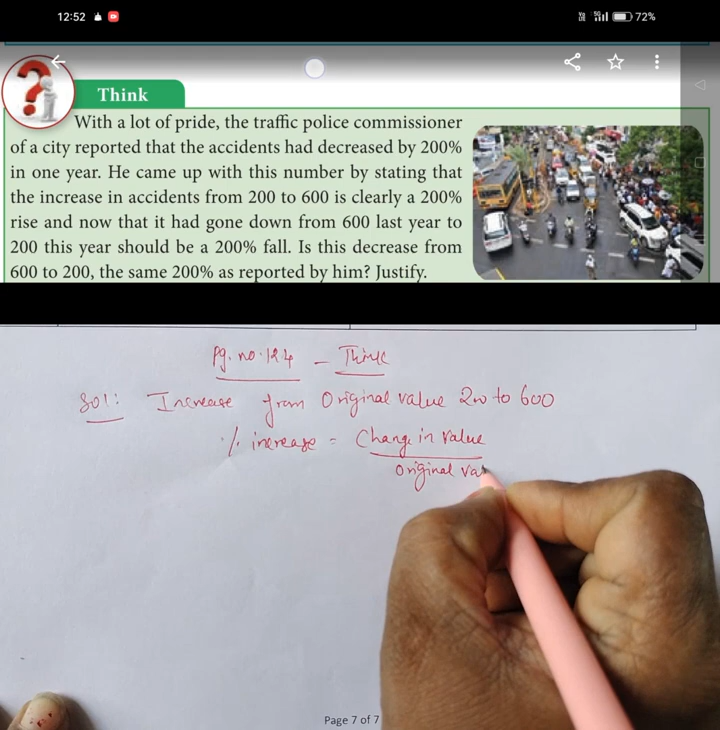 12:52
72%
Think
With a lot of pride, the traffic police commissioner
of a city reported that the accidents had decreased by 200%
in one year. He came up with this number by stating that
the increase in accidents from 200 to 600 is clearly a 200%
rise and now that it had gone down from 600 last year to
200 this year should be a 200% fall. Is this decrease from
600 to 200, the same 200% as reported by him? Justify.
Pg. no. 124 - Think
Sol: Increase from Original value 200 to 600
% increase = Change in value
Original va
Page 7 of 7